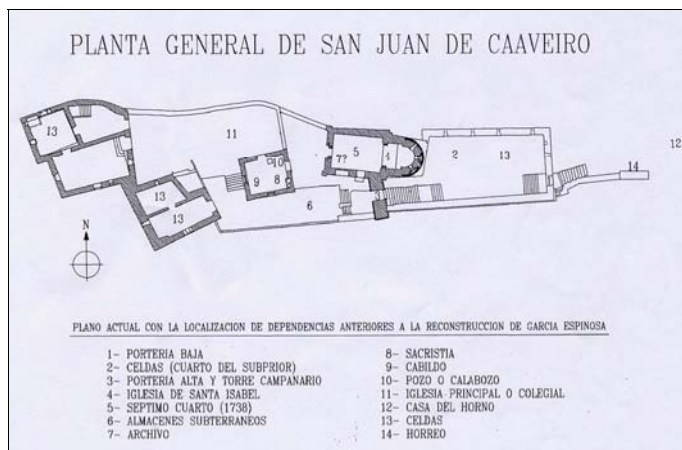 PLANTA GENERAL DE SAN JUAN DE CAAVEIRO
13
11
10
9
8
7?
5
4
2
13
12
14
13
13
6
N
PLANO ACTUAL CON LA LOCALIZACION DE DEPENDENCIAS ANTERIORES A LA RECONSTRUCCION DE GARCIA ESPINOSA
1- PORTERIA BAJA
2- CELDAS (CUARTO DEL SUBPRIOR)
3- PORTERIA ALTA Y TORRE CAMPANARIO
4- IGLESIA DE SANTA ISABEL
5- SEPTIMO CUARTO (1738)
6- ALMACENES SUBTERRANEOS
7- ARCHIVO
8- SACRISTIA
9- CABILDO
10- POZO O CALABOZO
11- IGLESIA PRINCIPAL O COLEGIAL
12- CASA DEL HORNO
13- CELDAS
14- HORREO